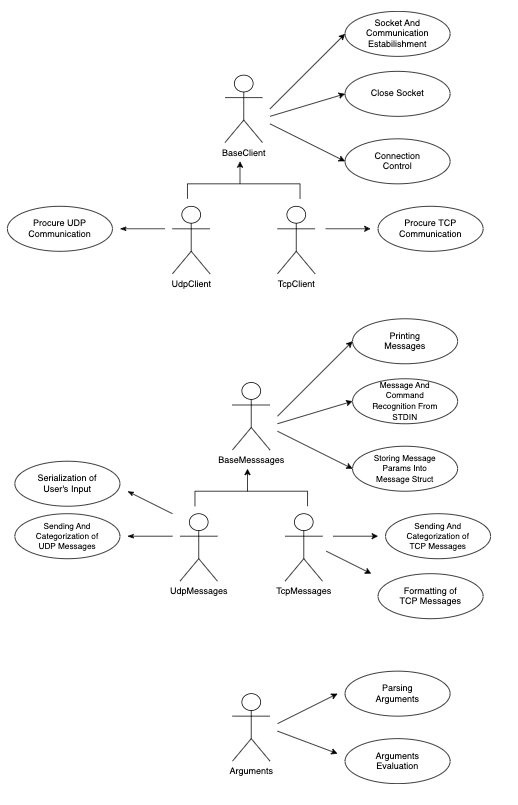 Socket And
Communication
Estabilishment
Close Socket
BaseClient
Connection
Control
Procure UDP
Communication
Procure TCP
Communication
UdpClient
TcpClient
Printing
Messages
Message And
Command
Recognition From
STDIN
BaseMesssages
Storing Message
Params Into
Message Struct
Serialization of
User's Input
Sending And
Categorization of
UDP Messages
Sending And
Categorization of
TCP Messages
UdpMessages
TcpMessages
Formatting of
TCP Messages
Parsing
Arguments
Arguments
Arguments
Evaluation